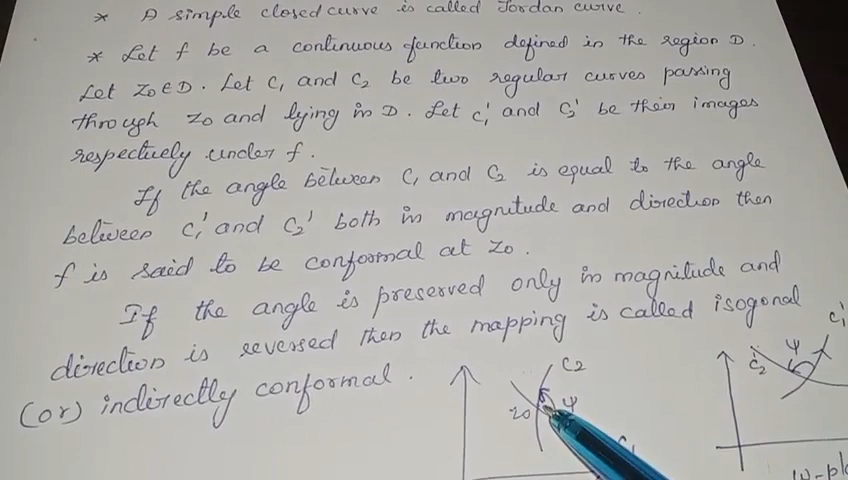 * A simple closed curve is called Jordan curve.
* Let f be a continuous function defined in the region D.
Let Z0 ∈ D. Let C1 and C2 be two regular curves passing
through Z0 and lying in D. Let C1' and C2' be their images
respectively under f.
If the angle between C1 and C2 is equal to the angle
between C1' and C2' both in magnitude and direction then
f is said to be conformal at Z0.
If the angle is preserved only in magnitude and
direction is reversed then the mapping is called isogonal
(or) indirectly conformal.
C2
Z0
ψ
C1
C1'
ψ
C2'